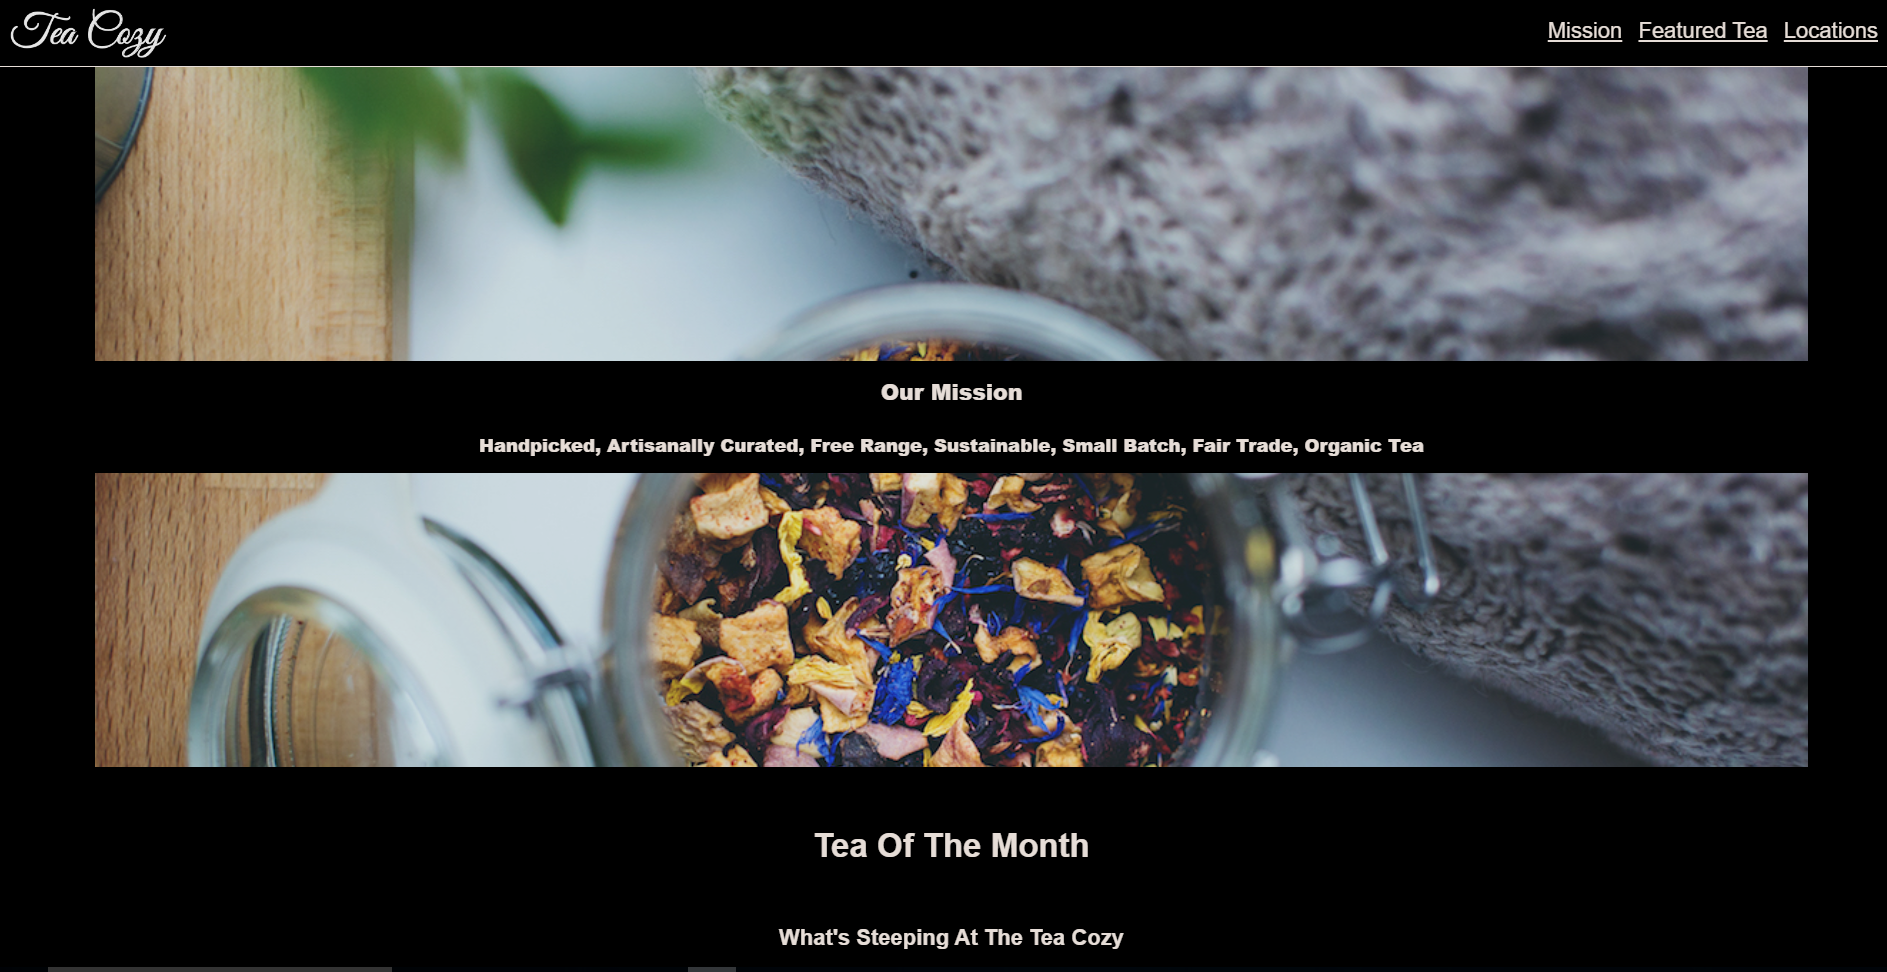 Tea Cozy
Mission Featured Tea Locations
Our Mission
Handpicked, Artisanally Curated, Free Range, Sustainable, Small Batch, Fair Trade, Organic Tea
Tea Of The Month
What's Steeping At The Tea Cozy